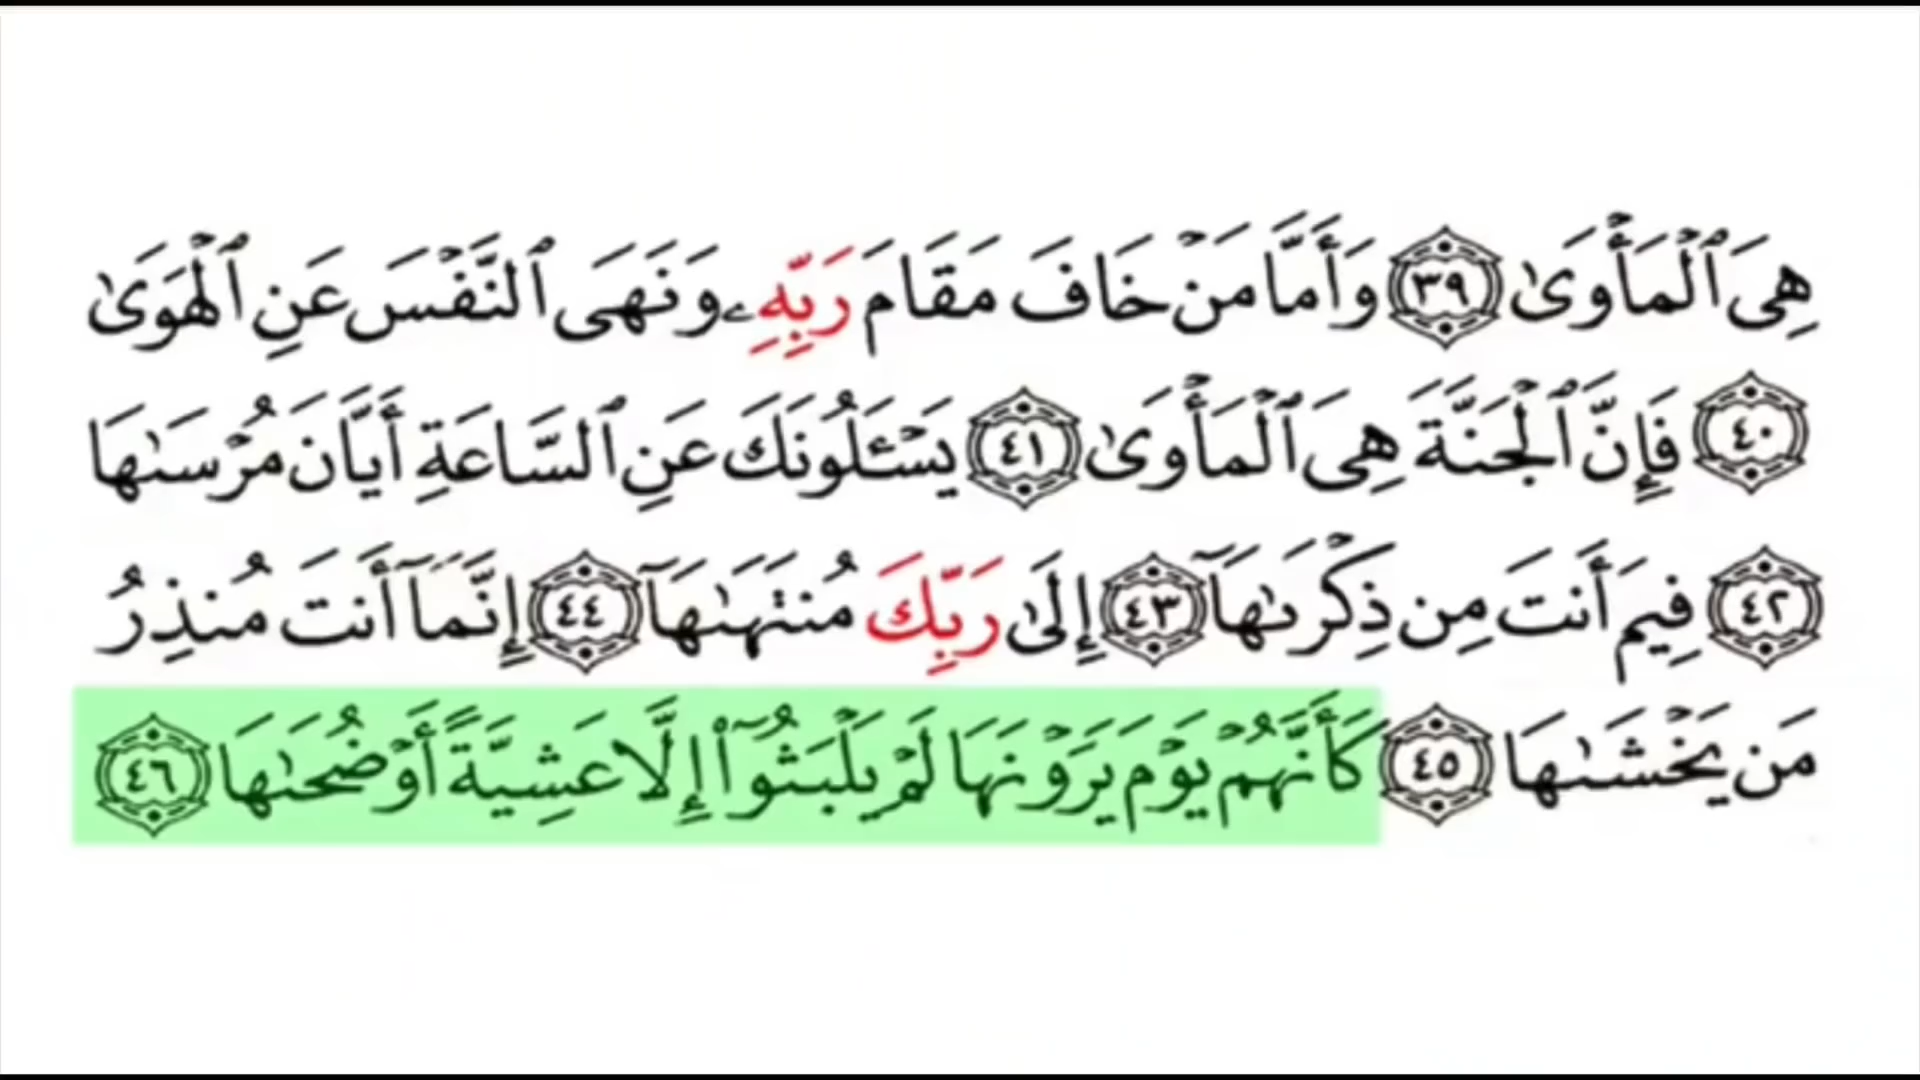 هِىَ ٱلْمَأْوَىٰ ٣٩ وَأَمَّا مَنْ خَافَ مَقَامَ رَبِّهِۦ وَنَهَى ٱلنَّفْسَ عَنِ ٱلْهَوَىٰ
٤٠ فَإِنَّ ٱلْجَنَّةَ هِىَ ٱلْمَأْوَىٰ ٤١ يَسْـَٔلُونَكَ عَنِ ٱلسَّاعَةِ أَيَّانَ مُرْسَىٰهَا
٤٢ فِيمَ أَنتَ مِن ذِكْرَىٰهَآ ٤٣ إِلَىٰ رَبِّكَ مُنتَهَىٰهَآ ٤٤ إِنَّمَآ أَنتَ مُنذِرُ
مَن يَخْشَىٰهَا ٤٥ كَأَنَّهُمْ يَوْمَ يَرَوْنَهَا لَمْ يَلْبَثُوٓا۟ إِلَّا عَشِيَّةً أَوْ ضُحَىٰهَا ٤٦